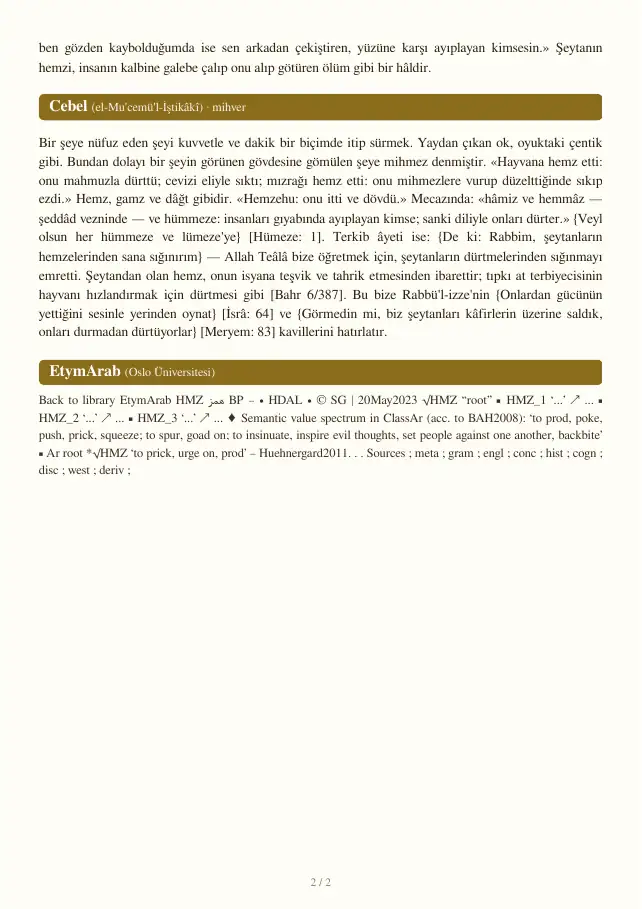 ben gözden kaybolduğumda ise sen arkadan çekiştiren, yüzüne karşı ayıplayan kimsesin.» Şeytanın
hemzi, insanın kalbine galebe çalıp onu alıp götüren ölüm gibi bir hâldir.
Cebel (el-Mu'cemü'l-İştikâkî) · mihver
Bir şeye nüfuz eden şeyi kuvvetle ve dakik bir biçimde itip sürmek. Yaydan çıkan ok, oyuktaki çentik
gibi. Bundan dolayı bir şeyin görünen gövdesine gömülen şeye mihmez denmiştir. «Hayvana hemz etti:
onu mahmuzla dürttü; cevizi eliyle sıktı; mızrağı hemz etti: onu mihmezlere vurup düzelttiğinde sıkıp
ezdi.» Hemz, gamz ve dâğt gibidir. «Hemzehu: onu itti ve dövdü.» Mecazında: «hâmiz ve hemmâz —
şeddâd vezninde — ve hümmeze: insanları gıyabında ayıplayan kimse; sanki diliyle onları dürter.» {Veyl
olsun her hümmeze ve lümeze'ye} [Hümeze: 1]. Terkib âyeti ise: {De ki: Rabbim, şeytanların
hemzelerinden sana sığınırım} — Allah Teâlâ bize öğretmek için, şeytanların dürtmelerinden sığınmayı
emretti. Şeytandan olan hemz, onun isyana teşvik ve tahrik etmesinden ibarettir; tıpkı at terbiyecisinin
hayvanı hızlandırmak için dürtmesi gibi [Bahr 6/387]. Bu bize Rabbü'l-izze'nin {Onlardan gücünün
yettiğini sesinle yerinden oynat} [İsrâ: 64] ve {Görmedin mi, biz şeytanları kâfirlerin üzerine saldık,
onları durmadan dürtüyorlar} [Meryem: 83] kavillerini hatırlatır.
EtymArab (Oslo Üniversitesi)
Back to library EtymArab HMZ همز BP – • HDAL • © SG | 20May2023 √HMZ “root” ▪ HMZ_1 ‘...’ ↗ ... ▪
HMZ_2 ‘...’ ↗ ... ▪ HMZ_3 ‘...’ ↗ ... ♦ Semantic value spectrum in ClassAr (acc. to BAH2008): ‘to prod, poke,
push, prick, squeeze; to spur, goad on; to insinuate, inspire evil thoughts, set people against one another, backbite’
▪ Ar root *√HMZ ‘to prick, urge on, prod’ – Huehnergard2011. . . Sources ; meta ; gram ; engl ; conc ; hist ; cogn ;
disc ; west ; deriv ;
2 / 2